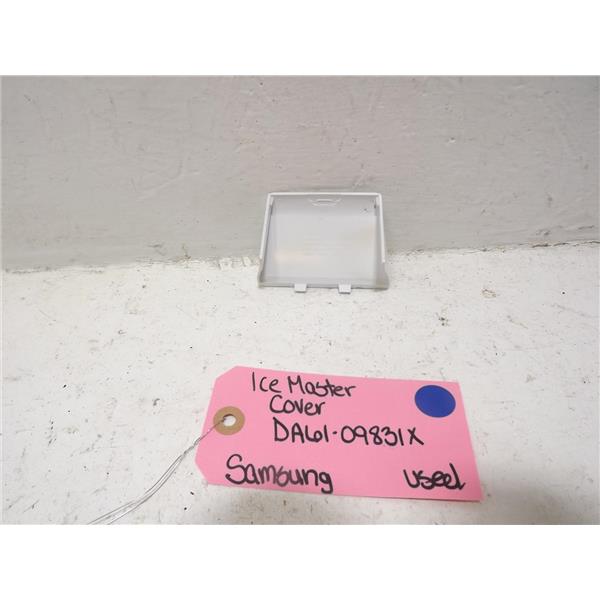 Ice Master
Cover
DA61-09831X
Samsung used